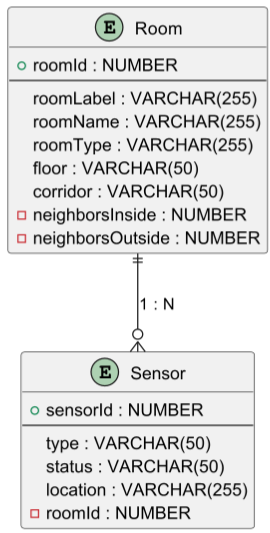 E Room
roomId : NUMBER
roomLabel : VARCHAR(255)
roomName : VARCHAR(255)
roomType : VARCHAR(255)
floor : VARCHAR(50)
corridor : VARCHAR(50)
neighborsInside : NUMBER
neighborsOutside : NUMBER
1 : N
E Sensor
sensorId : NUMBER
type : VARCHAR(50)
status : VARCHAR(50)
location : VARCHAR(255)
roomId : NUMBER